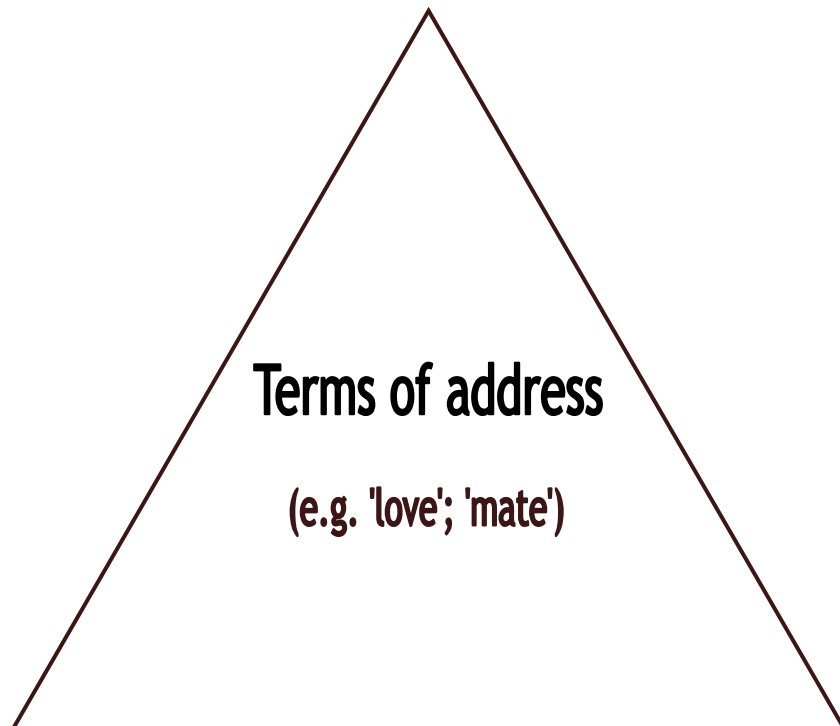 Terms of address
(e.g. 'love'; 'mate')